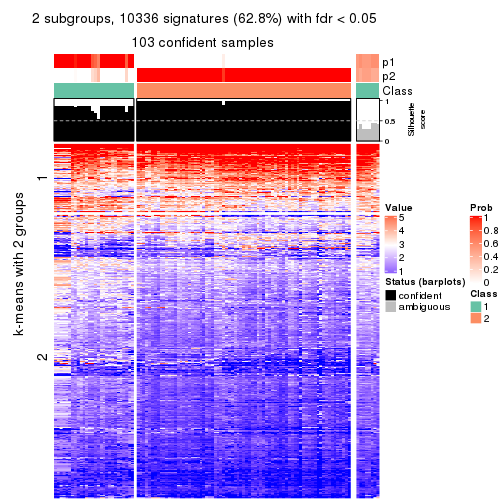 2 subgroups, 10336 signatures (62.8%) with fdr < 0.05
103 confident samples
p1
p2
Class
1
0.5
0
Silhouette
score
k-means with 2 groups
1
2
Value
5
4
3
2
1
Status (barplots)
confident
ambiguous
Prob
1
0.8
0.6
0.4
0.2
0
Class
1
2